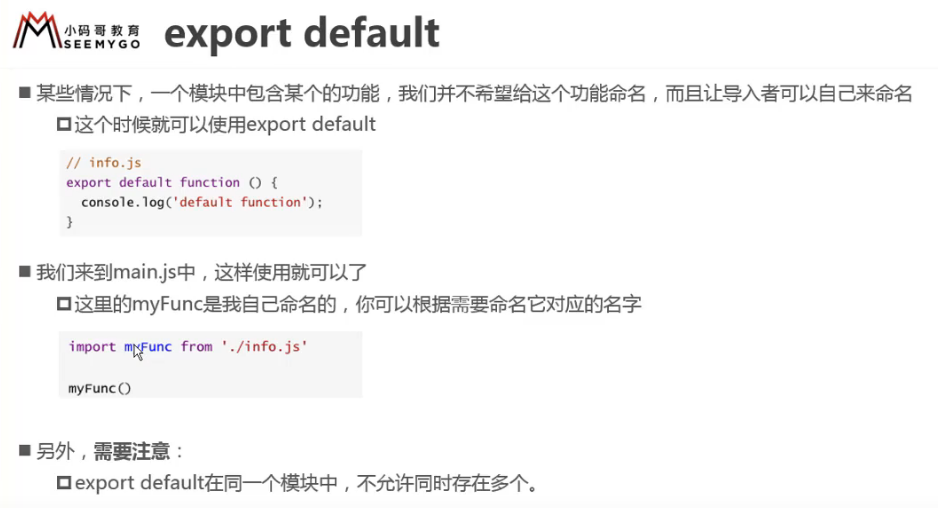 小码哥教育
SEEMYGO
export default
某些情况下，一个模块中包含某个的功能，我们并不希望给这个功能命名，而且让导入者可以自己来命名
这个时候就可以使用export default
// info.js
export default function () {
console.log('default function');
}
我们来到main.js中，这样使用就可以了
这里的myFunc是我自己命名的，你可以根据需要命名它对应的名字
import myFunc from './info.js'
myFunc()
另外，需要注意：
export default在同一个模块中，不允许同时存在多个。